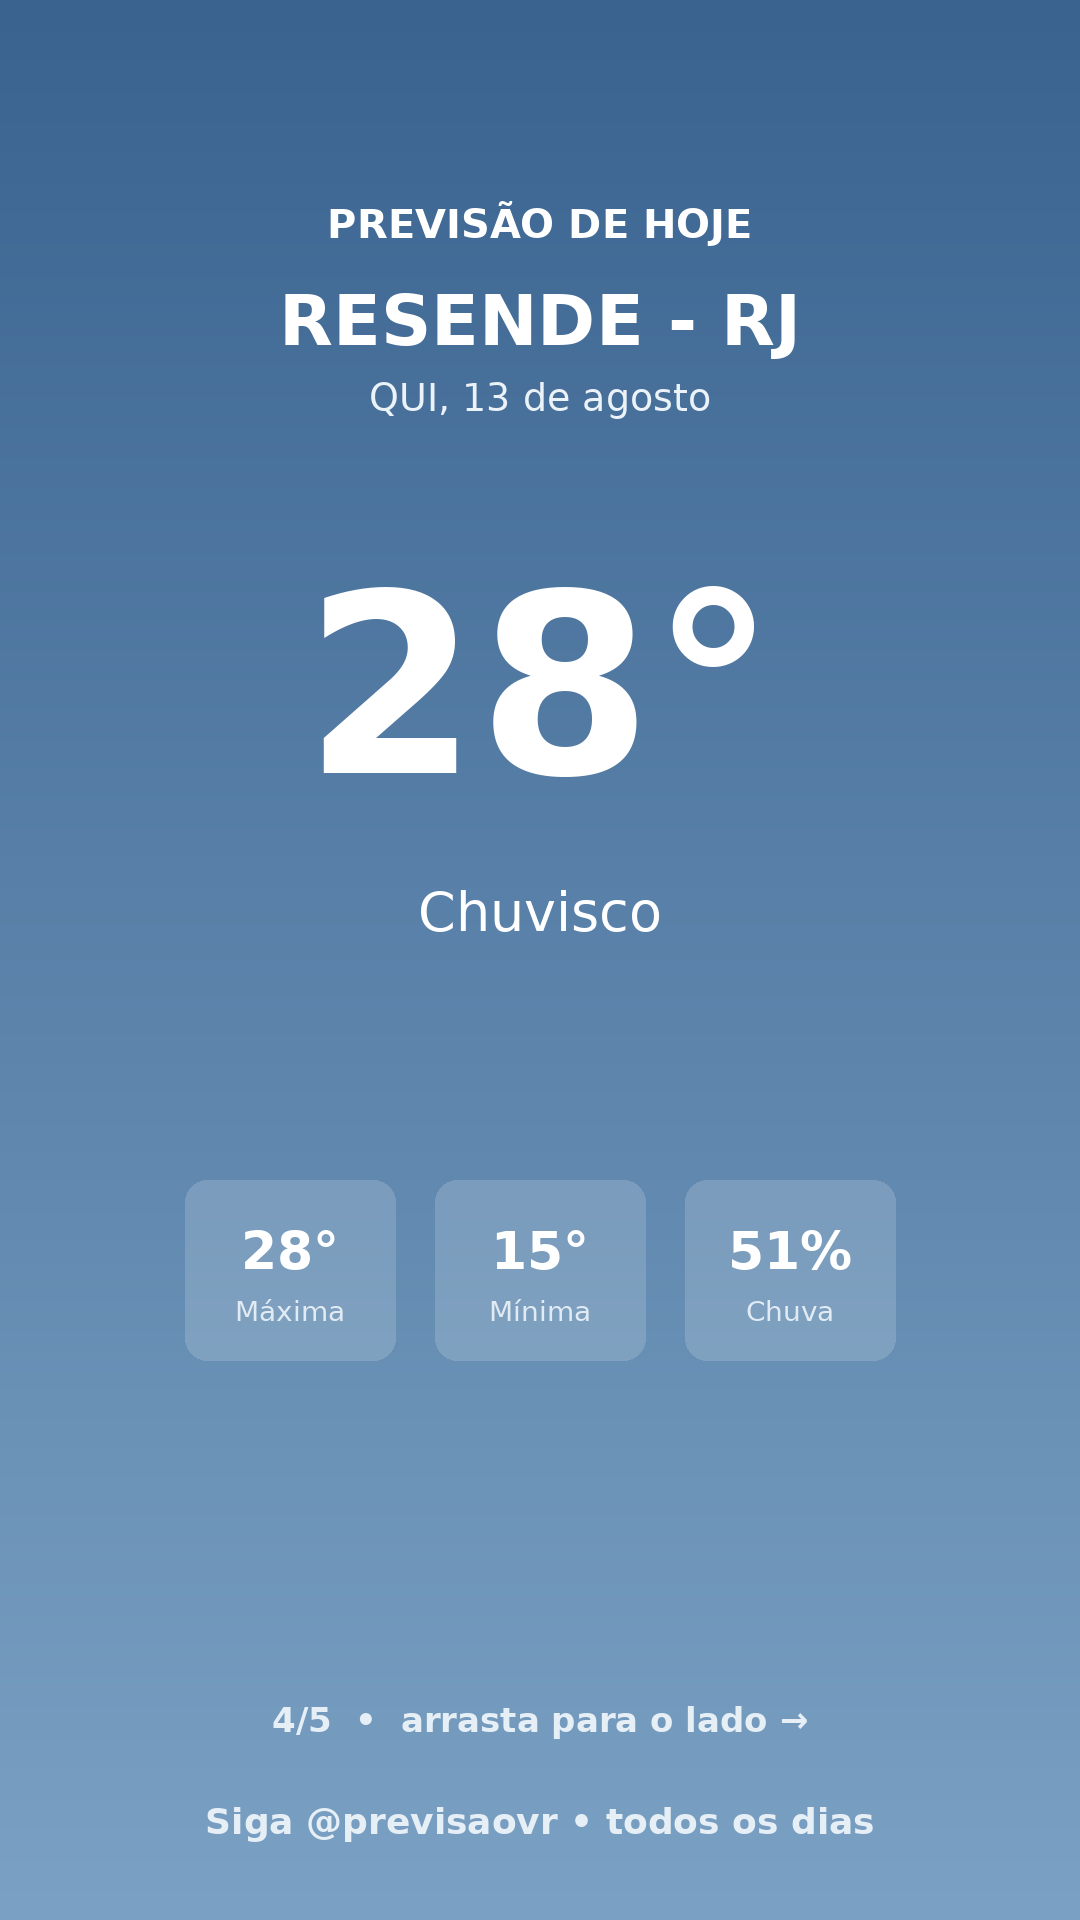 PREVISÃO DE HOJE
RESENDE - RJ
QUI, 13 de agosto
28°
Chuvisco
28° 15° 51%
Máxima Mínima Chuva
4/5 • arrasta para o lado →
Siga @previsaovr • todos os dias